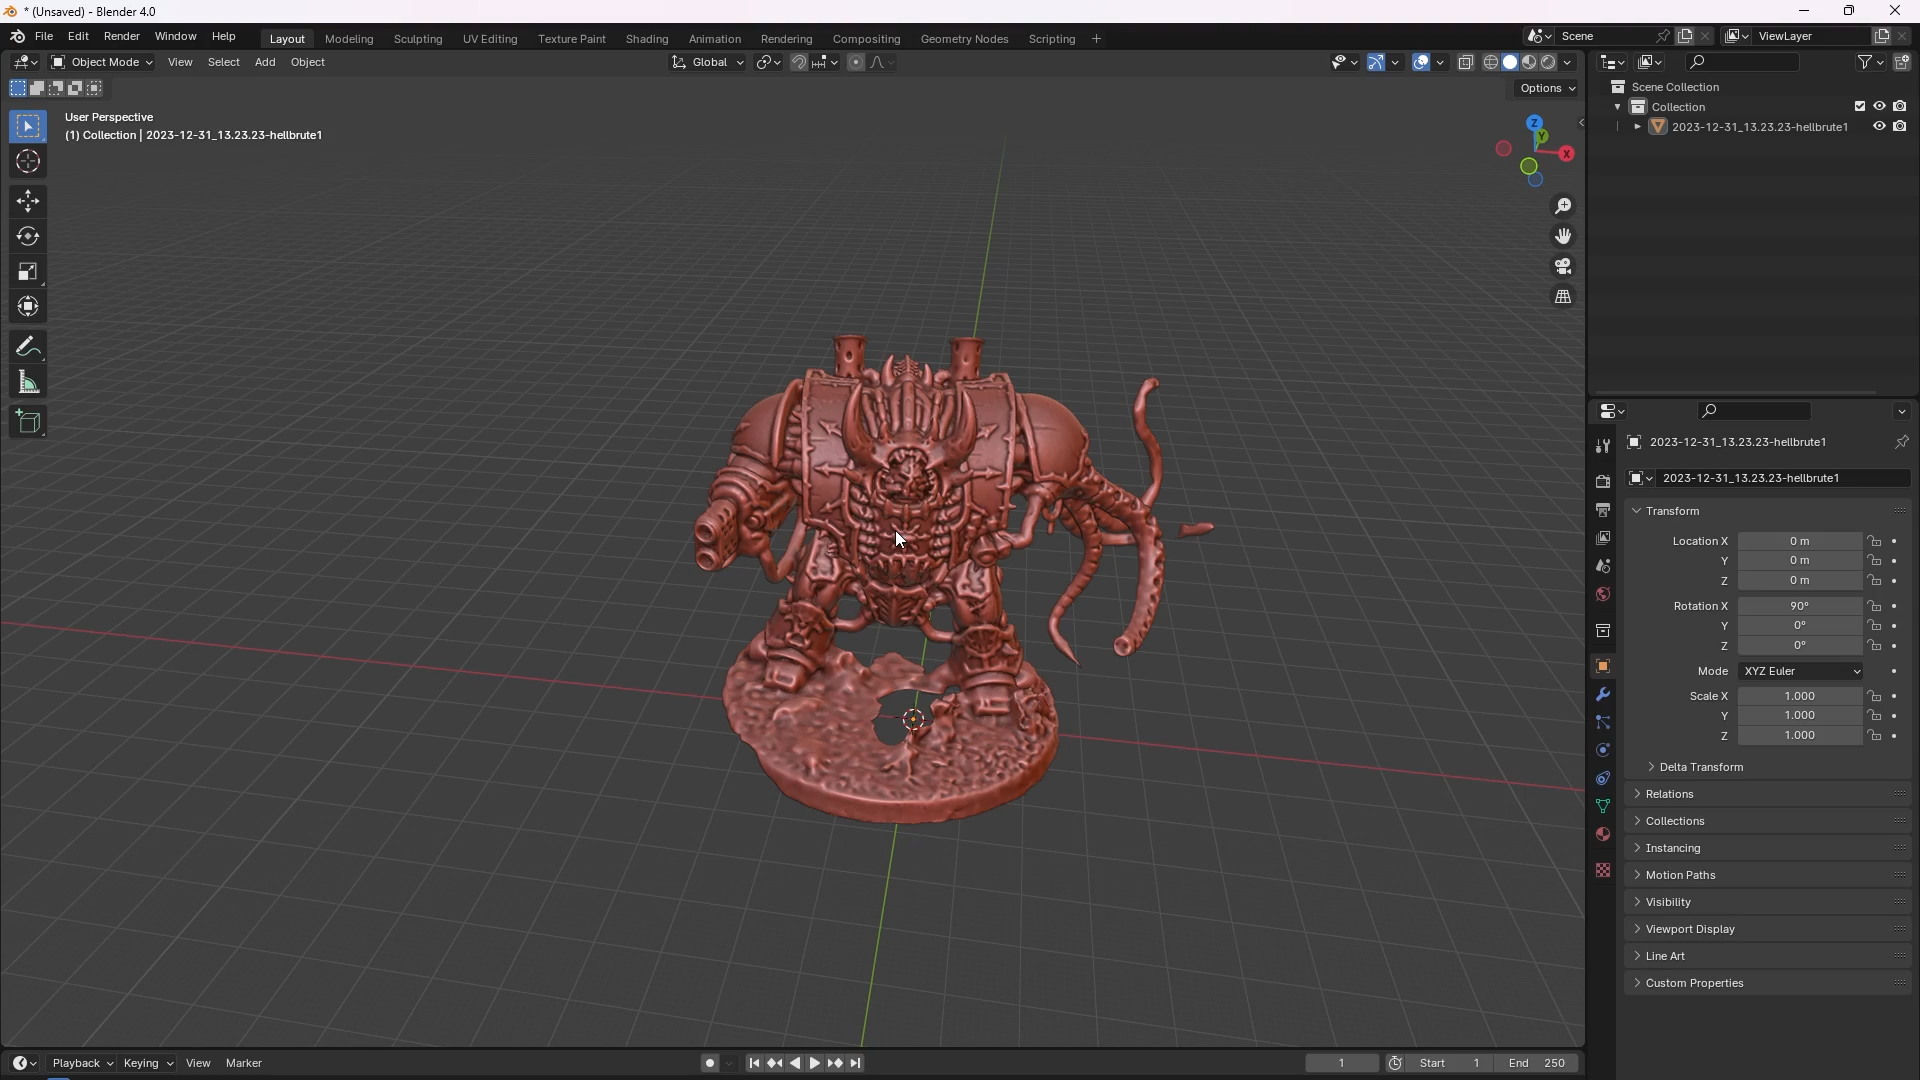 * (Unsaved) - Blender 4.0
File Edit Render Window Help Layout Modeling Sculpting UV Editing Texture Paint Shading Animation Rendering Compositing Geometry Nodes Scripting + Scene ViewLayer
Object Mode View Select Add Object Global
Options
User Perspective
(1) Collection | 2023-12-31_13.23.23-hellbrute1
Z
Y
X
Scene Collection
Collection
2023-12-31_13.23.23-hellbrute1
2023-12-31_13.23.23-hellbrute1
2023-12-31_13.23.23-hellbrute1
Transform
Location X 0 m
Y 0 m
Z 0 m
Rotation X 90°
Y 0°
Z 0°
Mode XYZ Euler
Scale X 1.000
Y 1.000
Z 1.000
Delta Transform
Relations
Collections
Instancing
Motion Paths
Visibility
Viewport Display
Line Art
Custom Properties
Playback Keying View Marker 1 Start 1 End 250